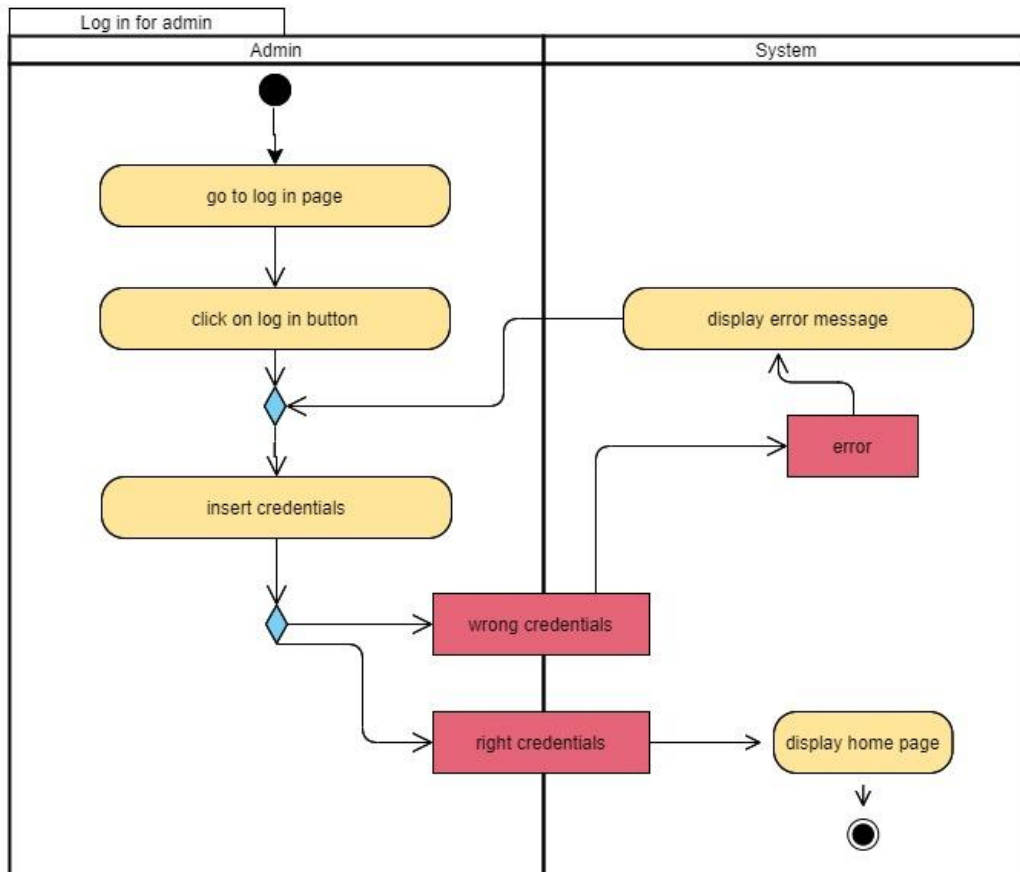 Log in for admin
Admin
System
go to log in page
click on log in button
display error message
error
insert credentials
wrong credentials
right credentials
display home page